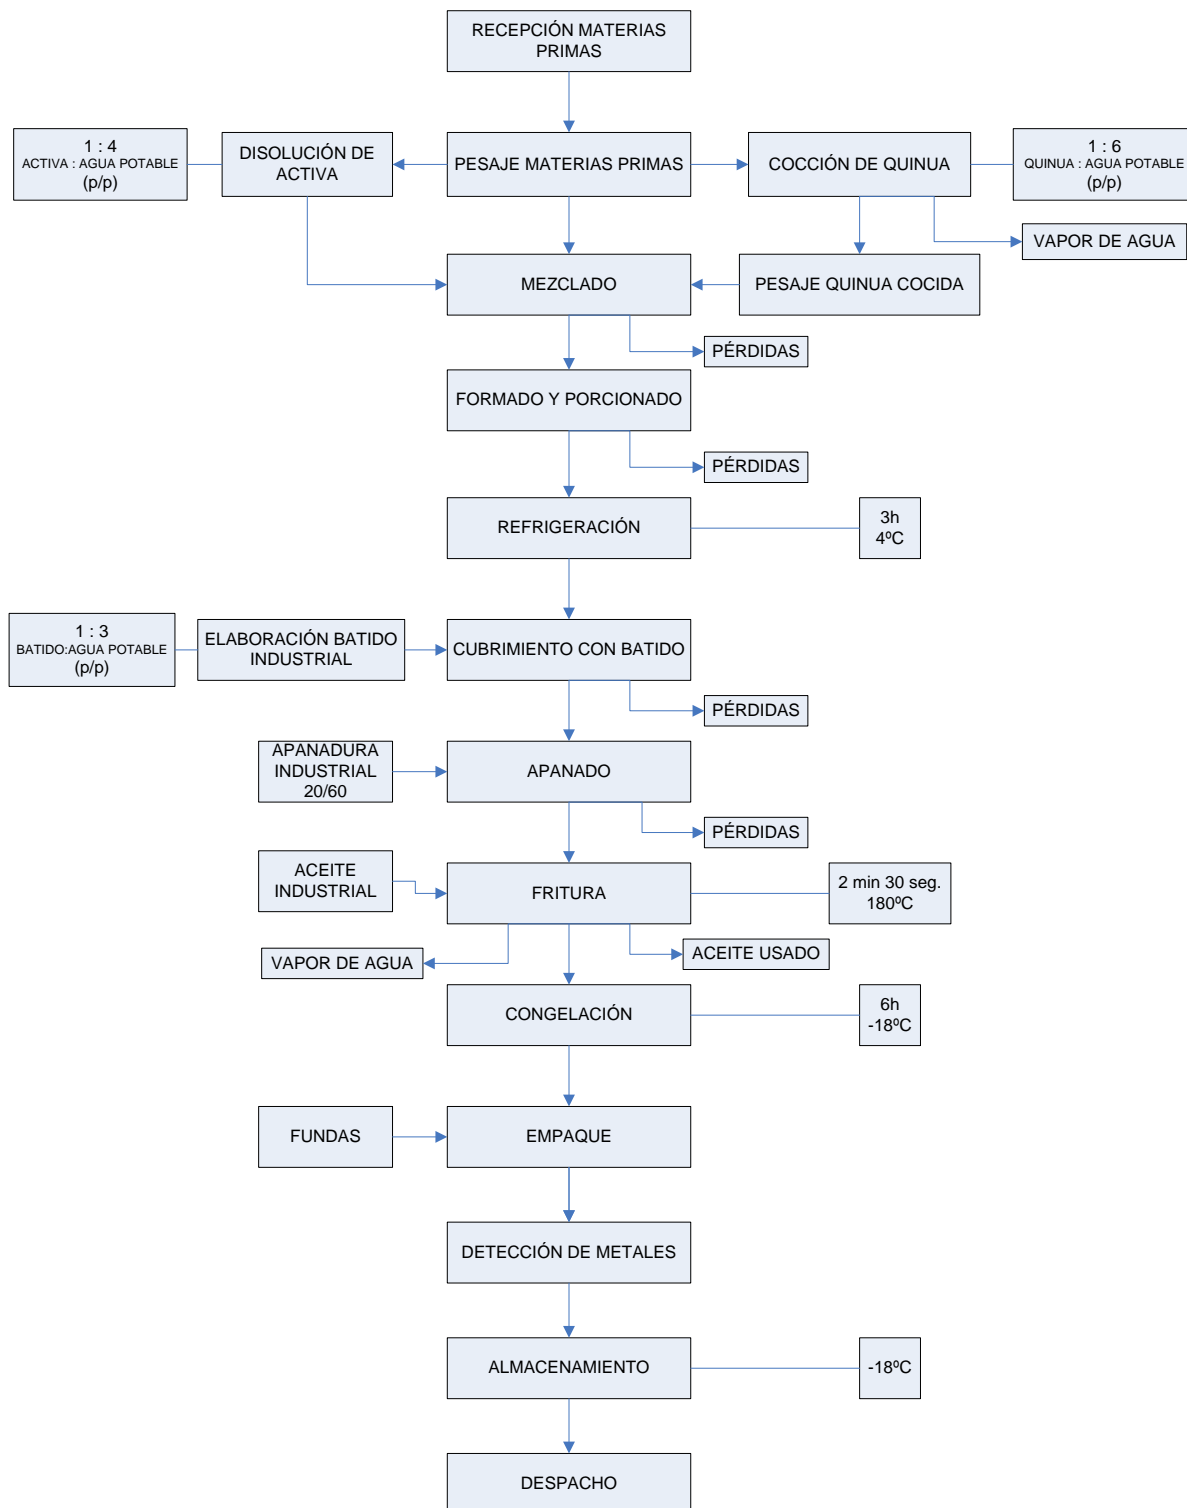 RECEPCIÓN MATERIAS
PRIMAS
1 : 4
ACTIVA : AGUA POTABLE
(p/p)
DISOLUCIÓN DE
ACTIVA
PESAJE MATERIAS PRIMAS
COCCIÓN DE QUINUA
1 : 6
QUINUA : AGUA POTABLE
(p/p)
VAPOR DE AGUA
MEZCLADO
PESAJE QUINUA COCIDA
PÉRDIDAS
FORMADO Y PORCIONADO
PÉRDIDAS
REFRIGERACIÓN
3h
4ºC
1 : 3
BATIDO:AGUA POTABLE
(p/p)
ELABORACIÓN BATIDO
INDUSTRIAL
CUBRIMIENTO CON BATIDO
PÉRDIDAS
APANADURA
INDUSTRIAL
20/60
APANADO
PÉRDIDAS
ACEITE
INDUSTRIAL
FRITURA
2 min 30 seg.
180ºC
VAPOR DE AGUA
ACEITE USADO
CONGELACIÓN
6h
-18ºC
FUNDAS
EMPAQUE
DETECCIÓN DE METALES
ALMACENAMIENTO
-18ºC
DESPACHO